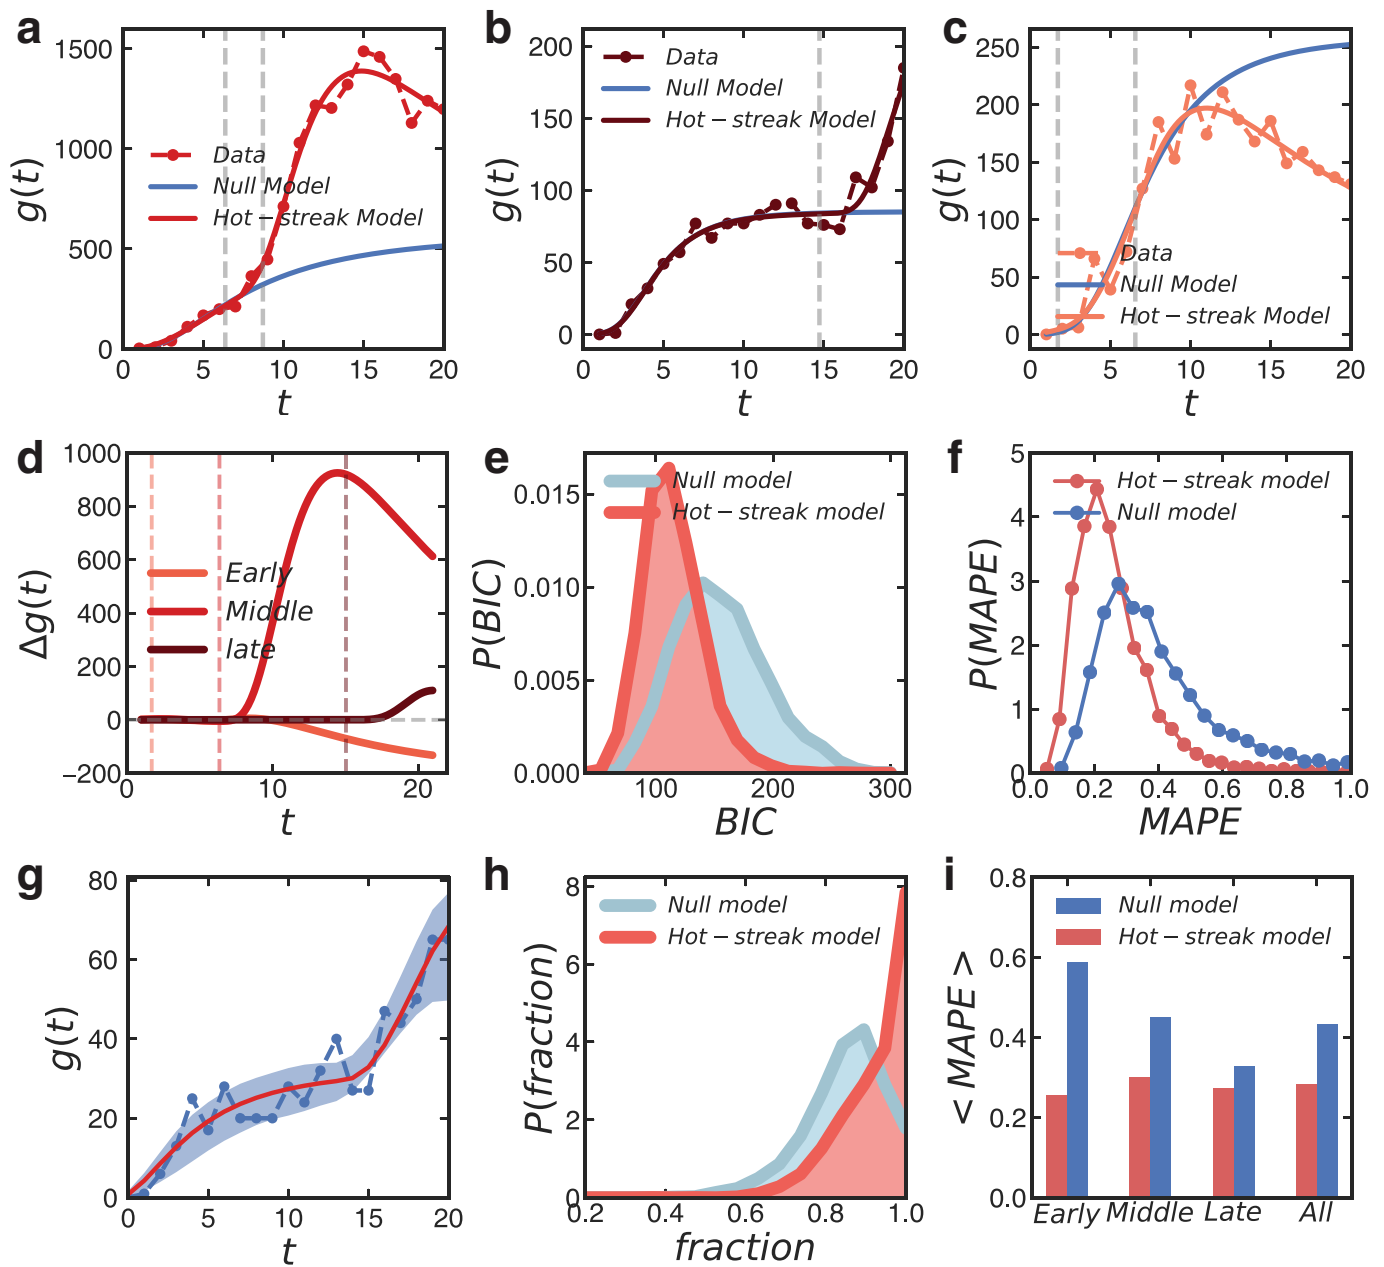 a
1500
1000
500
0
0 5 10 15 20
g(t)
t
Data
Null Model
Hot − streak Model
b
200
150
100
50
0
0 5 10 15 20
g(t)
t
Data
Null Model
Hot − streak Model
c
250
200
150
100
50
0
0 5 10 15 20
g(t)
t
Data
Null Model
Hot − streak Model
d
1000
800
600
400
200
0
−200
0 10 20
Δg(t)
t
Early
Middle
late
e
0.015
0.010
0.005
0.000
100 200 300
P(BIC)
BIC
Null model
Hot − streak model
f
5
4
3
2
1
0
0.0 0.2 0.4 0.6 0.8 1.0
P(MAPE)
MAPE
Hot − streak model
Null model
g
80
60
40
20
0
0 5 10 15 20
g(t)
t
h
8
6
4
2
0
0.2 0.4 0.6 0.8 1.0
P(fraction)
fraction
Null model
Hot − streak model
i
0.8
0.6
0.4
0.2
0.0
Early Middle Late All
< MAPE >
Null model
Hot − streak model